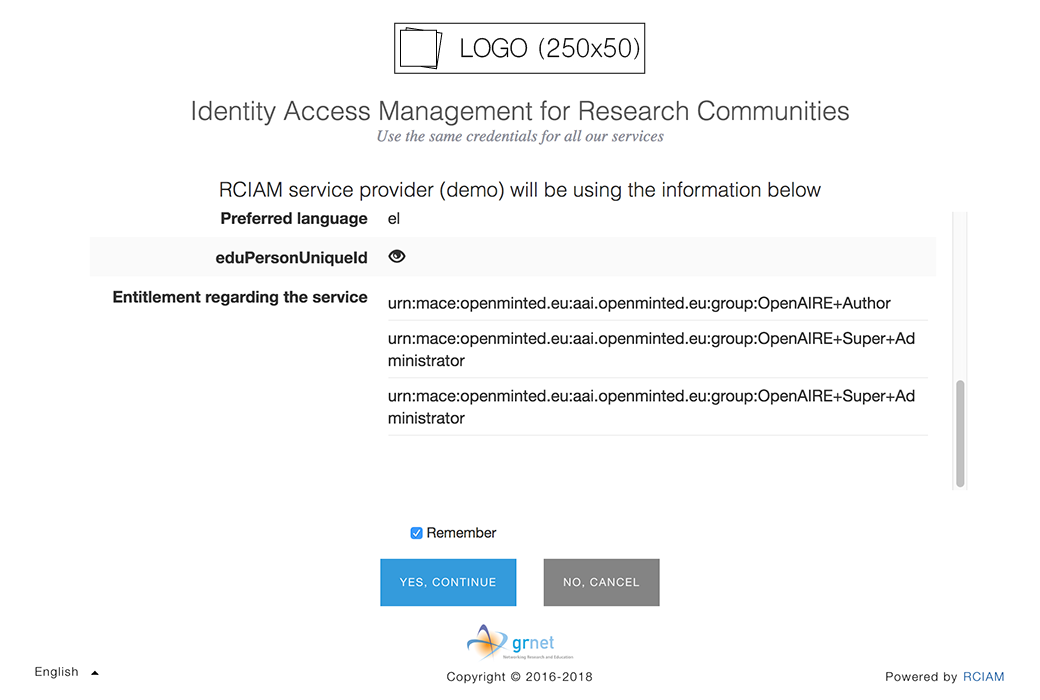 LOGO (250x50)
Identity Access Management for Research Communities
Use the same credentials for all our services
RCIAM service provider (demo) will be using the information below
Preferred language el
eduPersonUniqueId
Entitlement regarding the service
urn:mace:openminted.eu:aai.openminted.eu:group:OpenAIRE+Author
urn:mace:openminted.eu:aai.openminted.eu:group:OpenAIRE+Super+Ad
ministrator
urn:mace:openminted.eu:aai.openminted.eu:group:OpenAIRE+Super+Ad
ministrator
Remember
YES, CONTINUE NO, CANCEL
grnet
Networking Research and Education
English
Copyright © 2016-2018
Powered by RCIAM